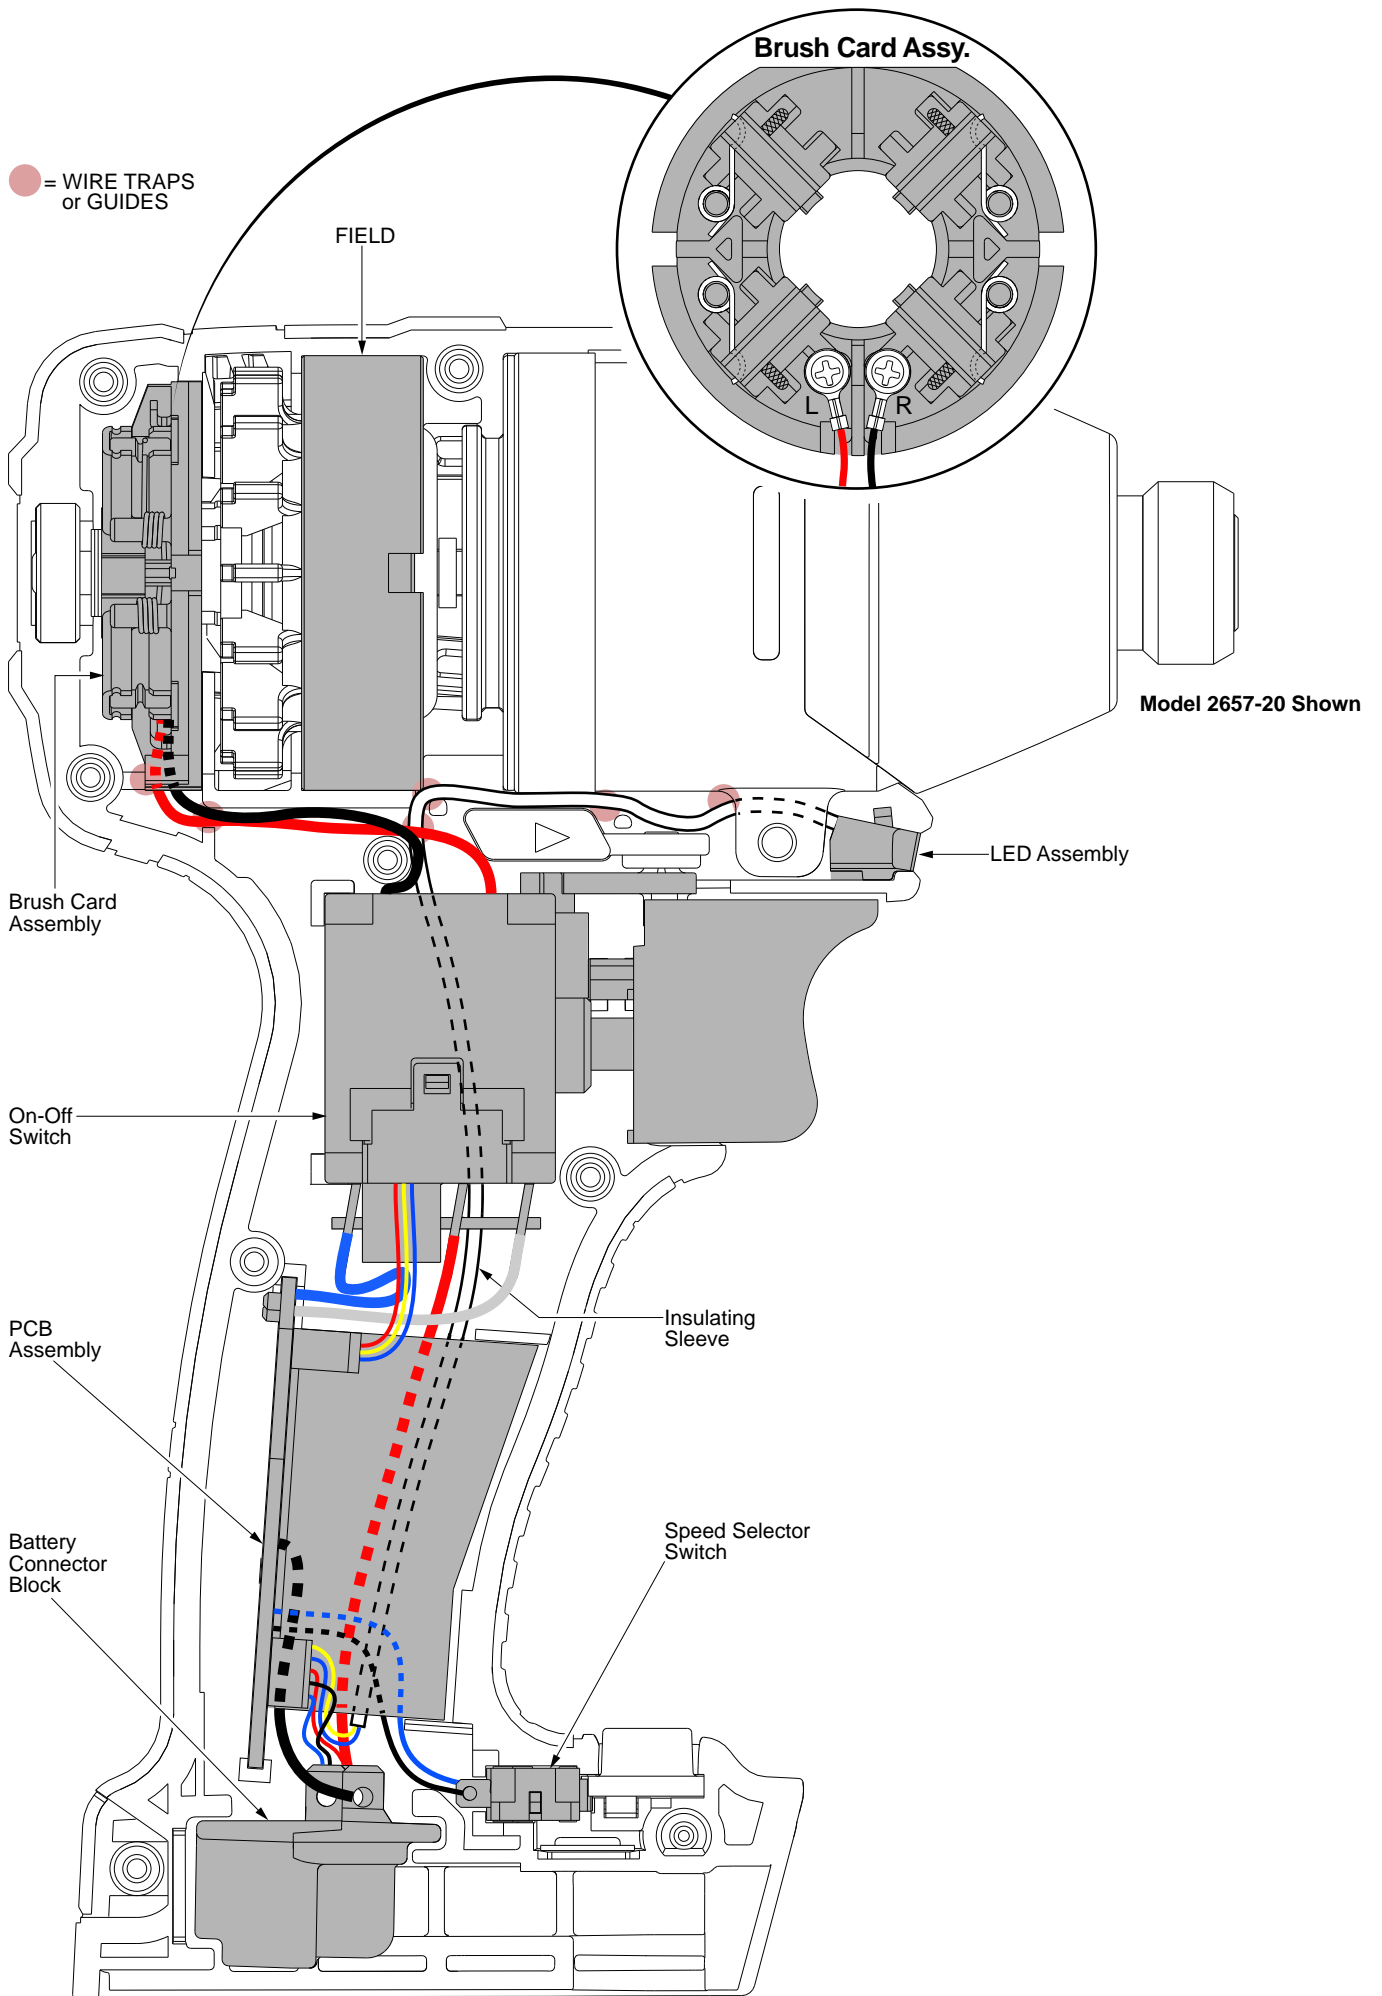 Brush Card Assy.
= WIRE TRAPS
or GUIDES
FIELD
L
R
Model 2657-20 Shown
LED Assembly
Brush Card
Assembly
On-Off
Switch
Insulating
Sleeve
PCB
Assembly
Speed Selector
Switch
Battery
Connector
Block